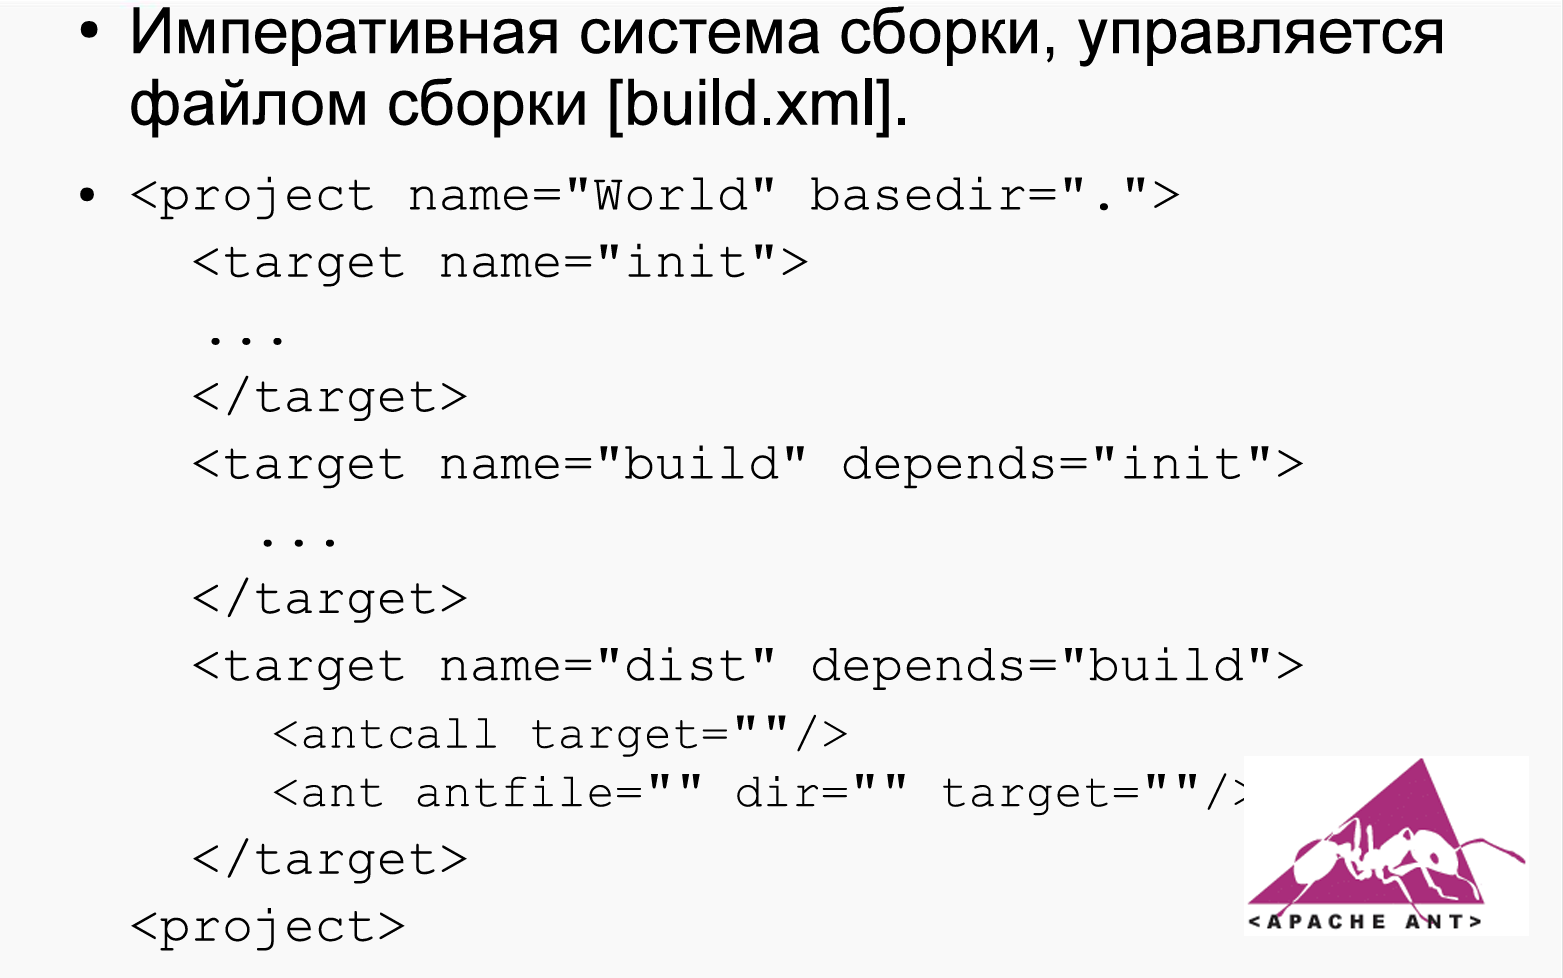 • Императивная система сборки, управляется
файлом сборки [build.xml].
• <project name="World" basedir=".">
<target name="init">
...
</target>
<target name="build" depends="init">
...
</target>
<target name="dist" depends="build">
<antcall target=""/>
<ant antfile="" dir="" target=""/>
</target>
<project>
<APACHE ANT>